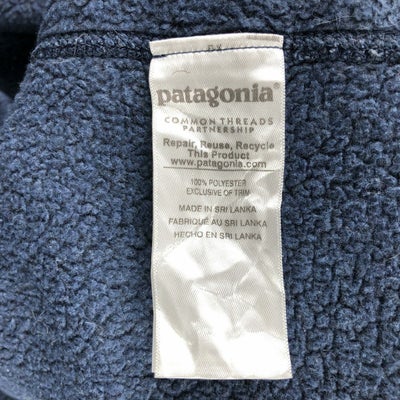 patagonia®
COMMON THREADS
PARTNERSHIP
Repair, Reuse, Recycle
This Product
www.patagonia.com
100% POLYESTER
EXCLUSIVE OF TRIM
MADE IN SRI LANKA
FABRIQUÉ AU SRI LANKA
HECHO EN SRI LANKA